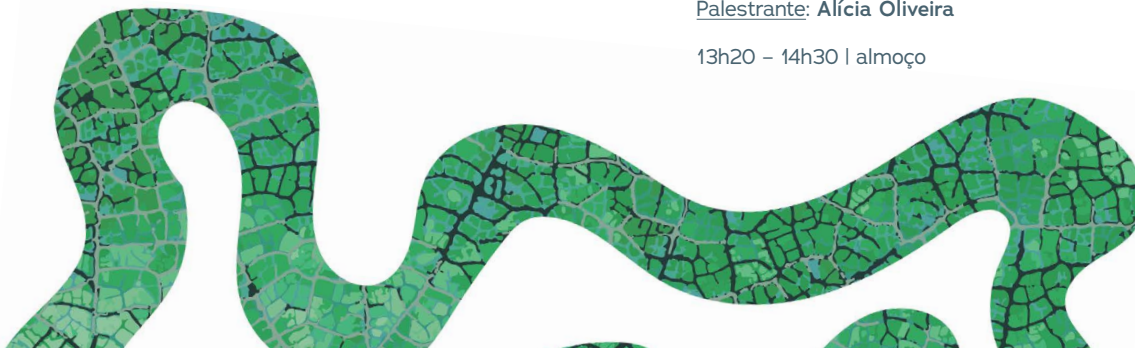 Palestrante: Alícia Oliveira
13h20 – 14h30 | almoço